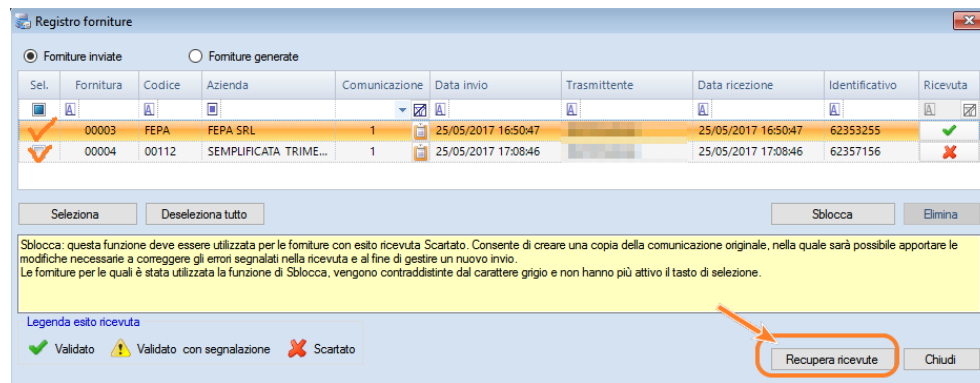 Registro forniture
Forniture inviate Forniture generate
Sel. Fornitura Codice Azienda Comunicazione Data invio Trasmittente Data ricezione Identificativo Ricevuta
00003 FEPA FEPA SRL 1 25/05/2017 16:50:47 25/05/2017 16:50:47 62353255
00004 00112 SEMPLIFICATA TRIME... 1 25/05/2017 17:08:46 25/05/2017 17:08:46 62357156
Seleziona Deseleziona tutto Sblocca Elimina
Sblocca: questa funzione deve essere utilizzata per le forniture con esito ricevuta Scartato. Consente di creare una copia della comunicazione originale, nella quale sarà possibile apportare le
modifiche necessarie a correggere gli errori segnalati nella ricevuta e al fine di gestire un nuovo invio.
Le forniture per le quali è stata utilizzata la funzione di Sblocca, vengono contraddistinte dal carattere grigio e non hanno più attivo il tasto di selezione.
Legenda esito ricevuta
Validato Validato con segnalazione Scartato
Recupera ricevute Chiudi